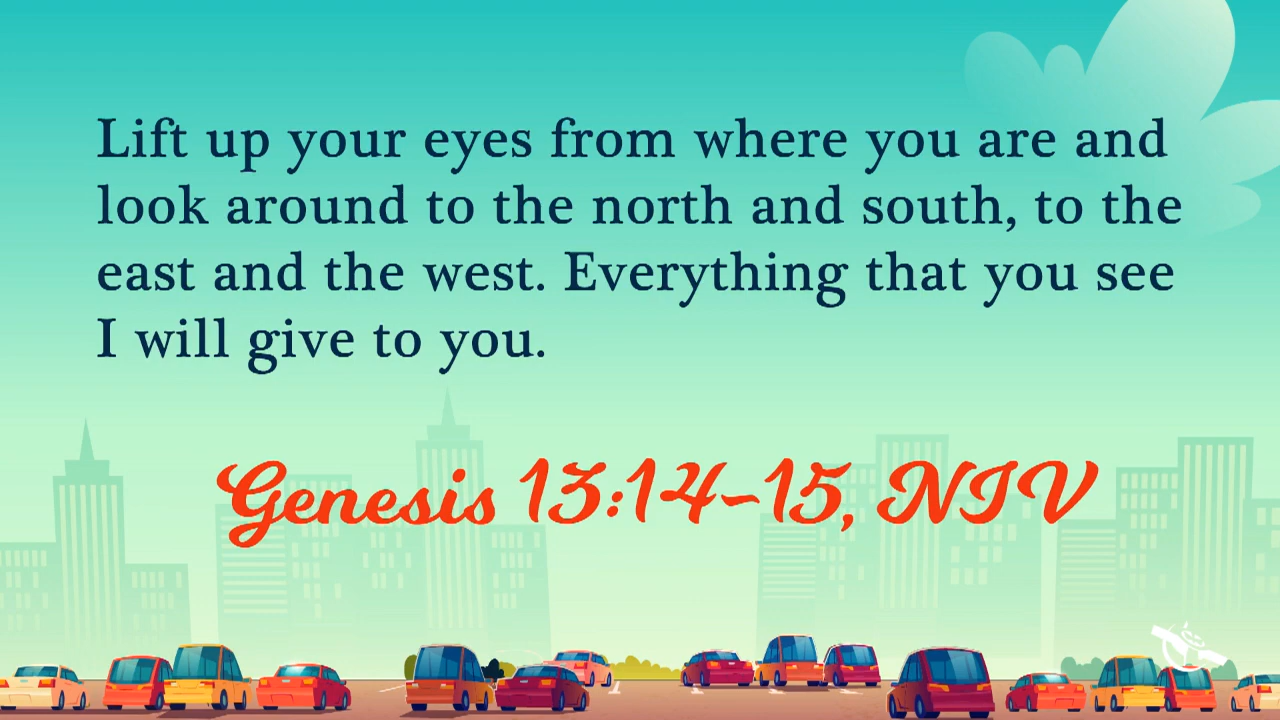 Lift up your eyes from where you are and
look around to the north and south, to the
east and the west. Everything that you see
I will give to you.
Genesis 13:14-15, NIV